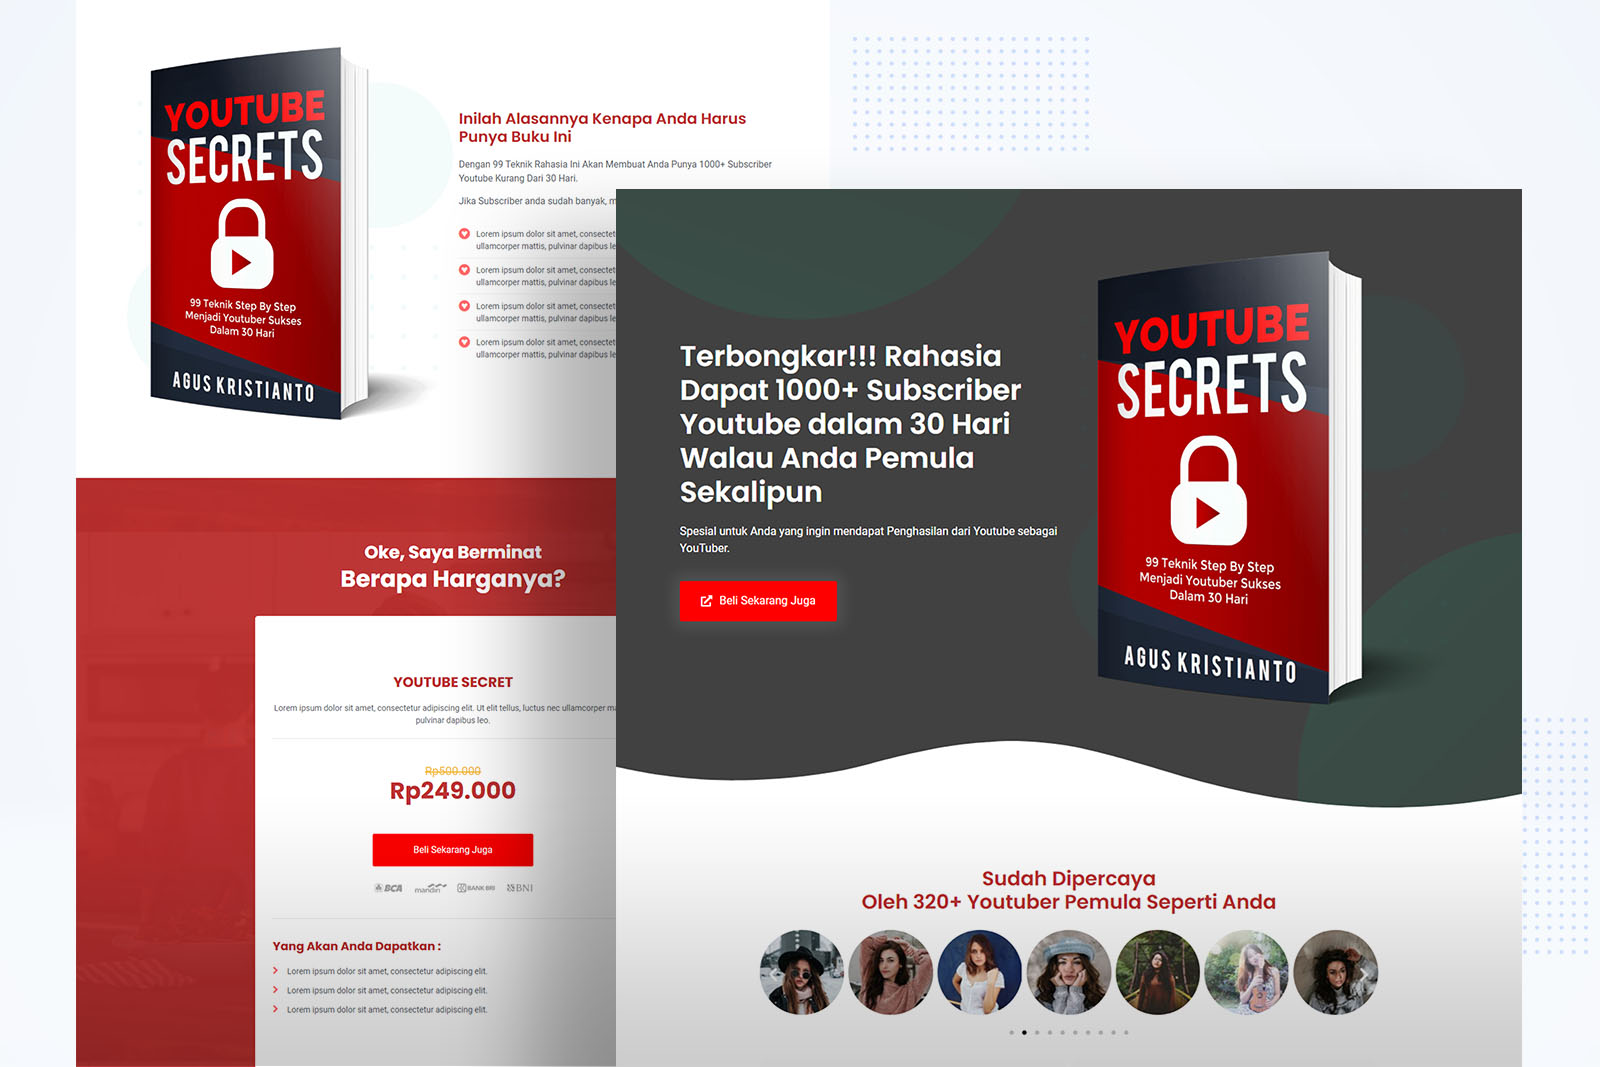 YOUTUBE
SECRETS
99 Teknik Step By Step
Menjadi Youtuber Sukses
Dalam 30 Hari
AGUS KRISTIANTO
Inilah Alasannya Kenapa Anda Harus
Punya Buku Ini
Dengan 99 Teknik Rahasia Ini Akan Membuat Anda Punya 1000+ Subscriber
Youtube Kurang Dari 30 Hari.
Jika Subscriber anda sudah banyak, m
Lorem ipsum dolor sit amet, consectet
ullamcorper mattis, pulvinar dapibus le
Lorem ipsum dolor sit amet, consectet
ullamcorper mattis, pulvinar dapibus le
Lorem ipsum dolor sit amet, consectet
ullamcorper mattis, pulvinar dapibus le
Lorem ipsum dolor sit amet, consectet
ullamcorper mattis, pulvinar dapibus le
Oke, Saya Berminat
Berapa Harganya?
YOUTUBE SECRET
Lorem ipsum dolor sit amet, consectetur adipiscing elit. Ut elit tellus, luctus nec ullamcorper ma
pulvinar dapibus leo.
Rp500.000
Rp249.000
Beli Sekarang Juga
BCA mandiri BANK BRI BNI
Yang Akan Anda Dapatkan :
Lorem ipsum dolor sit amet, consectetur adipiscing elit.
Lorem ipsum dolor sit amet, consectetur adipiscing elit.
Lorem ipsum dolor sit amet, consectetur adipiscing elit.
Terbongkar!!! Rahasia
Dapat 1000+ Subscriber
Youtube dalam 30 Hari
Walau Anda Pemula
Sekalipun
Spesial untuk Anda yang ingin mendapat Penghasilan dari Youtube sebagai
YouTuber.
Beli Sekarang Juga
YOUTUBE
SECRETS
99 Teknik Step By Step
Menjadi Youtuber Sukses
Dalam 30 Hari
AGUS KRISTIANTO
Sudah Dipercaya
Oleh 320+ Youtuber Pemula Seperti Anda